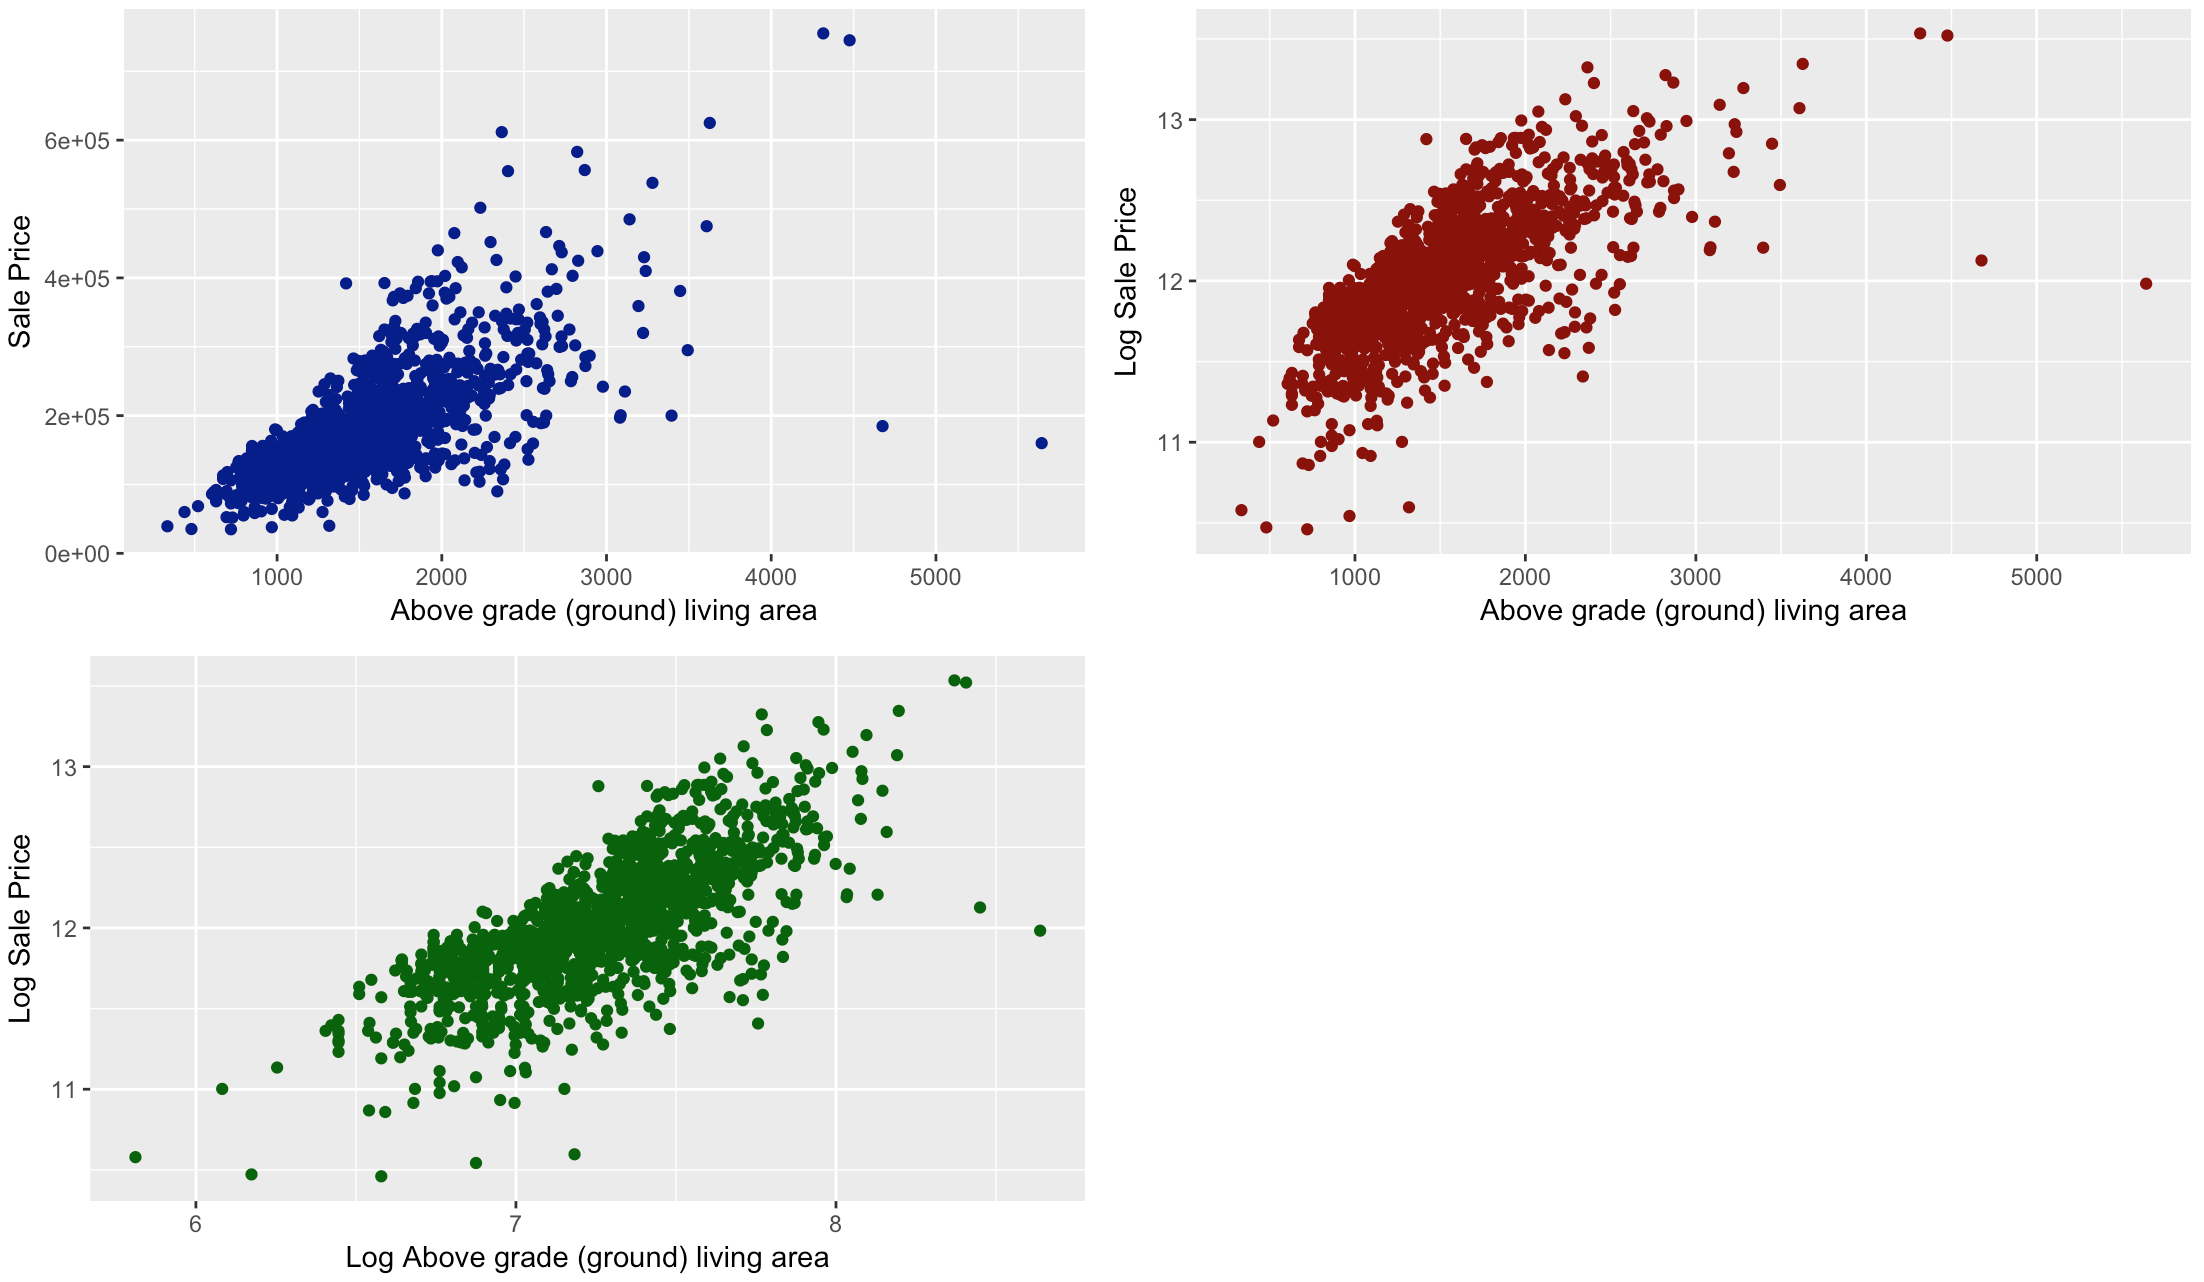 6e+05
4e+05
2e+05
0e+00
Sale Price
1000 2000 3000 4000 5000
Above grade (ground) living area
13
12
11
Log Sale Price
1000 2000 3000 4000 5000
Above grade (ground) living area
13
12
11
Log Sale Price
6 7 8
Log Above grade (ground) living area